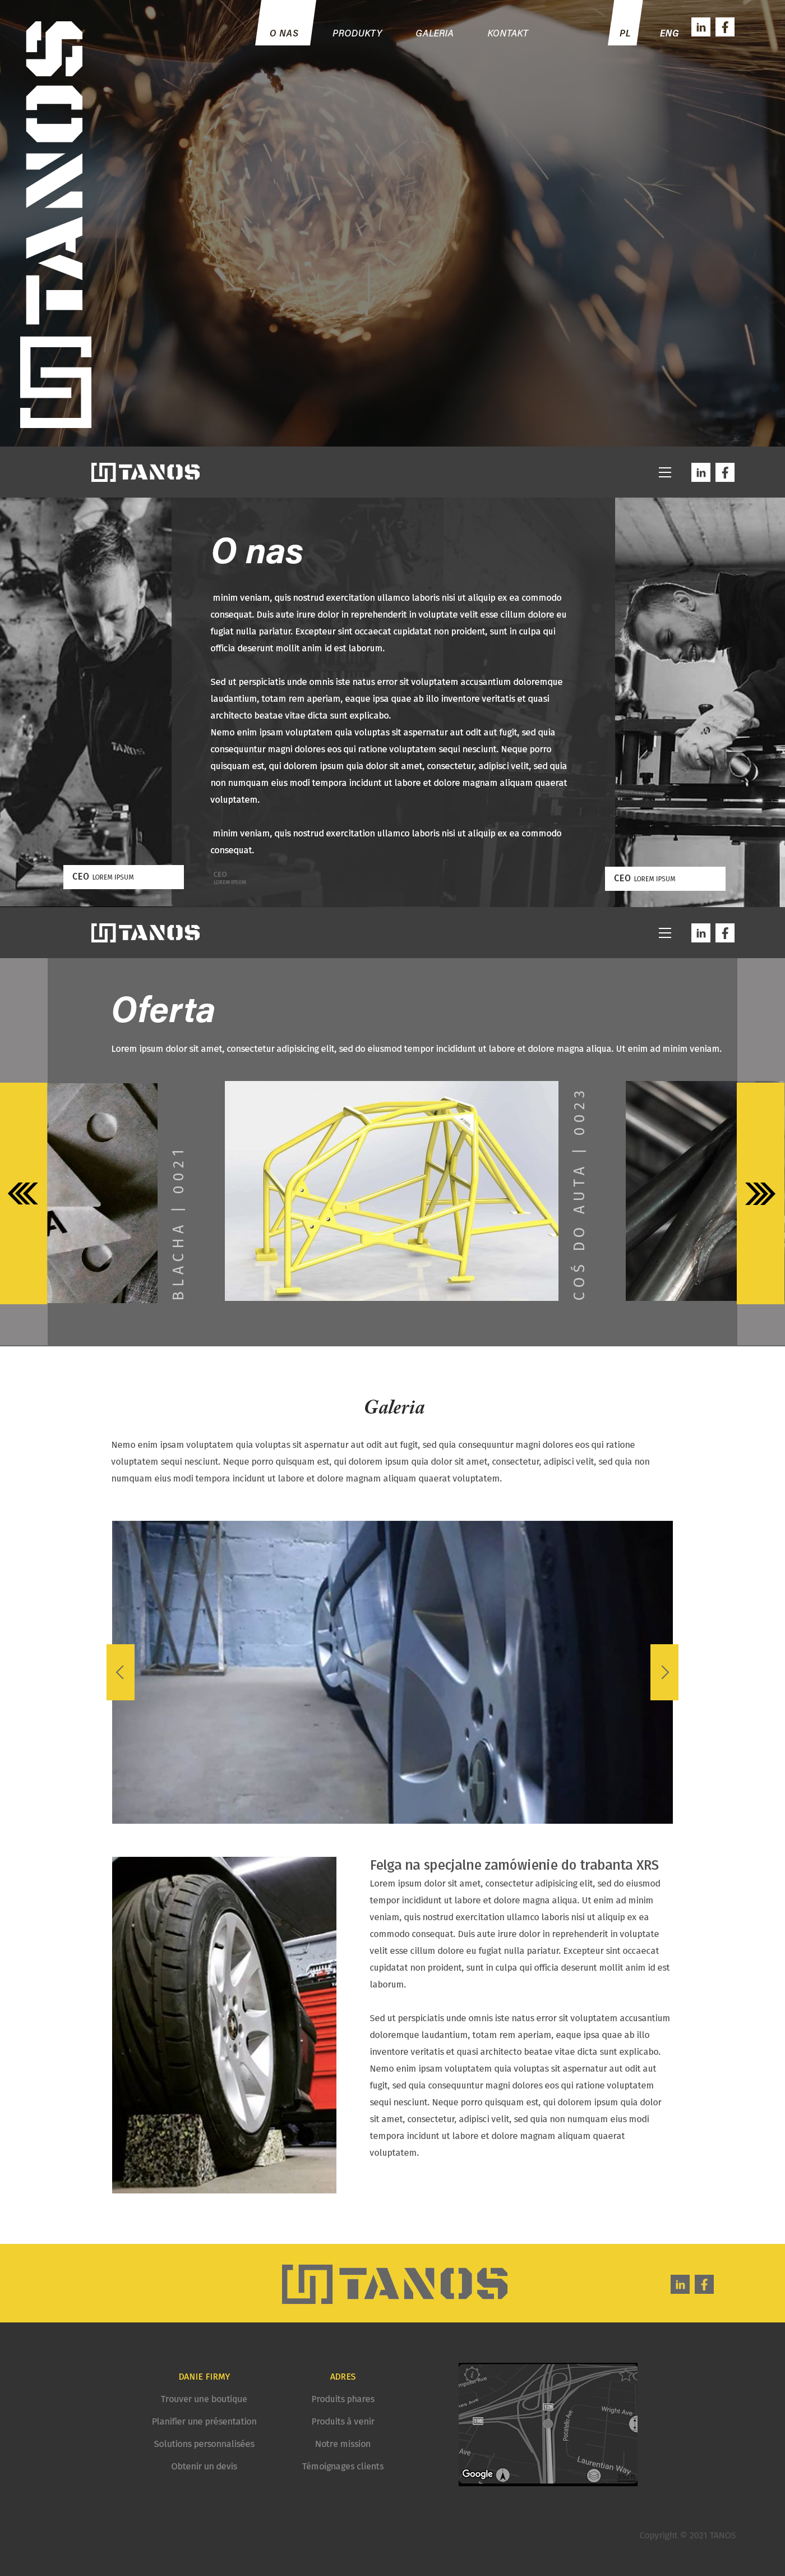 O NAS
PRODUKTY
GALERIA
KONTAKT
PL
ENG
in
f
TANOS
TANOS
in
f
O nas
minim veniam, quis nostrud exercitation ullamco laboris nisi ut aliquip ex ea commodo
consequat. Duis aute irure dolor in reprehenderit in voluptate velit esse cillum dolore eu
fugiat nulla pariatur. Excepteur sint occaecat cupidatat non proident, sunt in culpa qui
officia deserunt mollit anim id est laborum.
Sed ut perspiciatis unde omnis iste natus error sit voluptatem accusantium doloremque
laudantium, totam rem aperiam, eaque ipsa quae ab illo inventore veritatis et quasi
architecto beatae vitae dicta sunt explicabo.
Nemo enim ipsam voluptatem quia voluptas sit aspernatur aut odit aut fugit, sed quia
consequuntur magni dolores eos qui ratione voluptatem sequi nesciunt. Neque porro
quisquam est, qui dolorem ipsum quia dolor sit amet, consectetur, adipisci velit, sed quia
non numquam eius modi tempora incidunt ut labore et dolore magnam aliquam quaerat
voluptatem.
minim veniam, quis nostrud exercitation ullamco laboris nisi ut aliquip ex ea commodo
consequat.
TANOS
CEO LOREM IPSUM
CEO
LOREM IPSUM
CEO LOREM IPSUM
TANOS
in
f
Oferta
Lorem ipsum dolor sit amet, consectetur adipisicing elit, sed do eiusmod tempor incididunt ut labore et dolore magna aliqua. Ut enim ad minim veniam.
A
BLACHA | 0021
COŚ DO AUTA | 0023
Galeria
Nemo enim ipsam voluptatem quia voluptas sit aspernatur aut odit aut fugit, sed quia consequuntur magni dolores eos qui ratione
voluptatem sequi nesciunt. Neque porro quisquam est, qui dolorem ipsum quia dolor sit amet, consectetur, adipisci velit, sed quia non
numquam eius modi tempora incidunt ut labore et dolore magnam aliquam quaerat voluptatem.
Felga na specjalne zamówienie do trabanta XRS
Lorem ipsum dolor sit amet, consectetur adipisicing elit, sed do eiusmod
tempor incididunt ut labore et dolore magna aliqua. Ut enim ad minim
veniam, quis nostrud exercitation ullamco laboris nisi ut aliquip ex ea
commodo consequat. Duis aute irure dolor in reprehenderit in voluptate
velit esse cillum dolore eu fugiat nulla pariatur. Excepteur sint occaecat
cupidatat non proident, sunt in culpa qui officia deserunt mollit anim id est
laborum.
Sed ut perspiciatis unde omnis iste natus error sit voluptatem accusantium
doloremque laudantium, totam rem aperiam, eaque ipsa quae ab illo
inventore veritatis et quasi architecto beatae vitae dicta sunt explicabo.
Nemo enim ipsam voluptatem quia voluptas sit aspernatur aut odit aut
fugit, sed quia consequuntur magni dolores eos qui ratione voluptatem
sequi nesciunt. Neque porro quisquam est, qui dolorem ipsum quia dolor
sit amet, consectetur, adipisci velit, sed quia non numquam eius modi
tempora incidunt ut labore et dolore magnam aliquam quaerat
voluptatem.
TANOS
in
f
DANIE FIRMY
Trouver une boutique
Planifier une présentation
Solutions personnalisées
Obtenir un devis
ADRES
Produits phares
Produits à venir
Notre mission
Témoignages clients
Wright Ave
Laurentian Way
Ave
Google
Copyright © 2021 TANOS